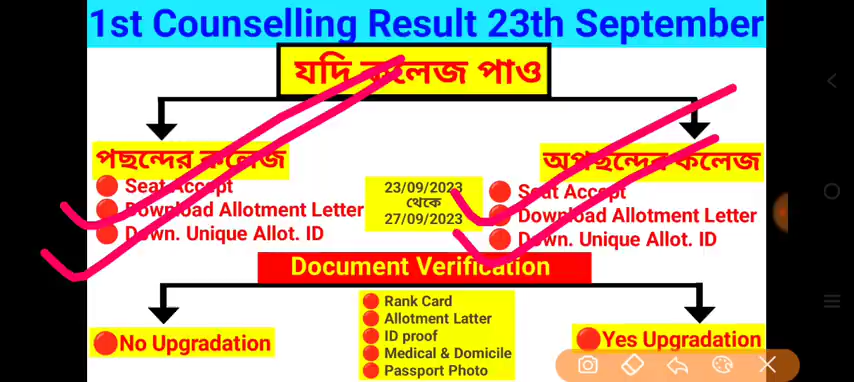 1st Counselling Result 23th September
যদি কলেজ পাও
পছন্দের কলেজ
Seat Accept
Download Allotment Letter
Down. Unique Allot. ID
23/09/2023
থেকে
27/09/2023
অপছন্দের কলেজ
Seat Accept
Download Allotment Letter
Down. Unique Allot. ID
Document Verification
No Upgradation
Rank Card
Allotment Latter
ID proof
Medical & Domicile
Passport Photo
Yes Upgradation